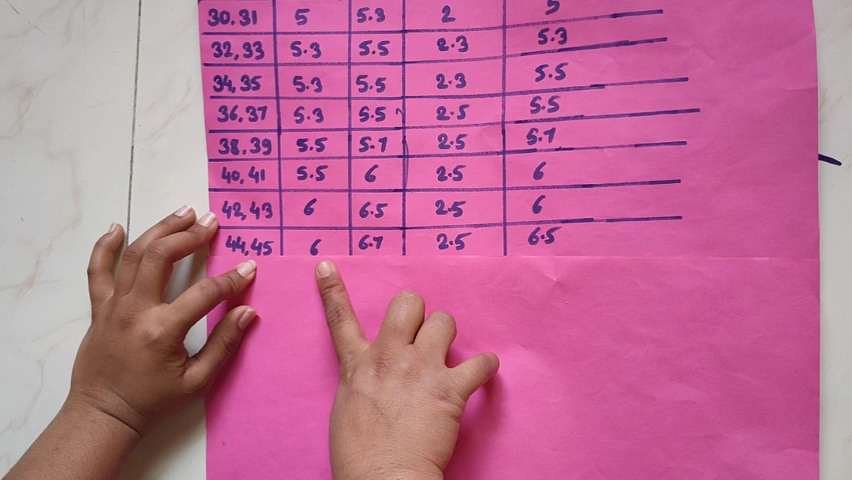 30,31 5 5.3 2 5
32,33 5.3 5.5 2.3 5.3
34,35 5.3 5.5 2.3 5.5
36,37 5.3 5.5 2.5 5.5
38,39 5.5 5.7 2.5 5.7
40,41 5.5 6 2.5 6
42,43 6 6.5 2.5 6
44,45 6 6.7 2.5 6.5